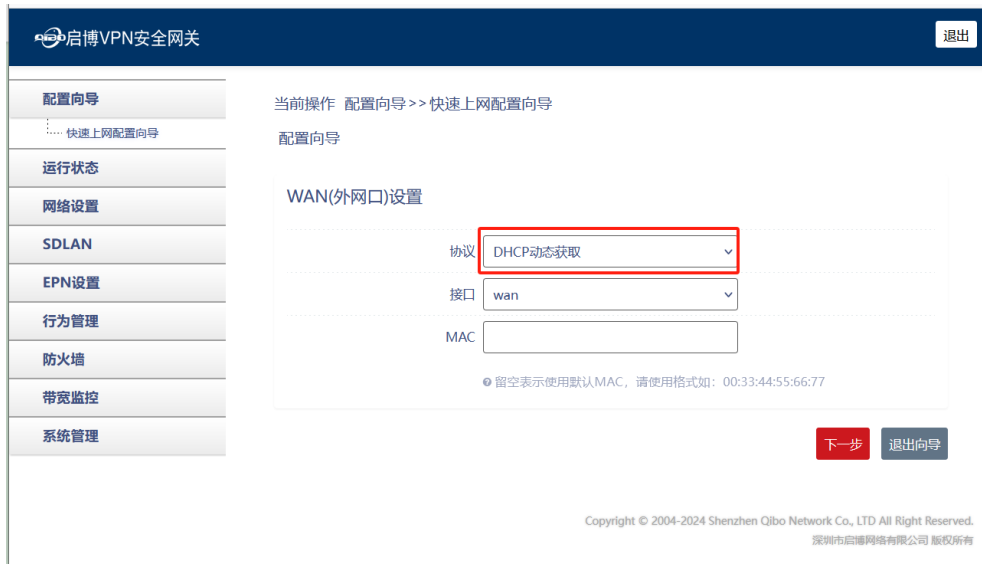 Qibo启博VPN安全网关
退出
配置向导
快速上网配置向导
运行状态
网络设置
SDLAN
EPN设置
行为管理
防火墙
带宽监控
系统管理
当前操作 配置向导>>快速上网配置向导
配置向导
WAN(外网口)设置
协议 DHCP动态获取
接口 wan
MAC
留空表示使用默认MAC，请使用格式如：00:33:44:55:66:77
下一步 退出向导
Copyright © 2004-2024 Shenzhen Qibo Network Co., LTD All Right Reserved.
深圳市启博网络有限公司 版权所有